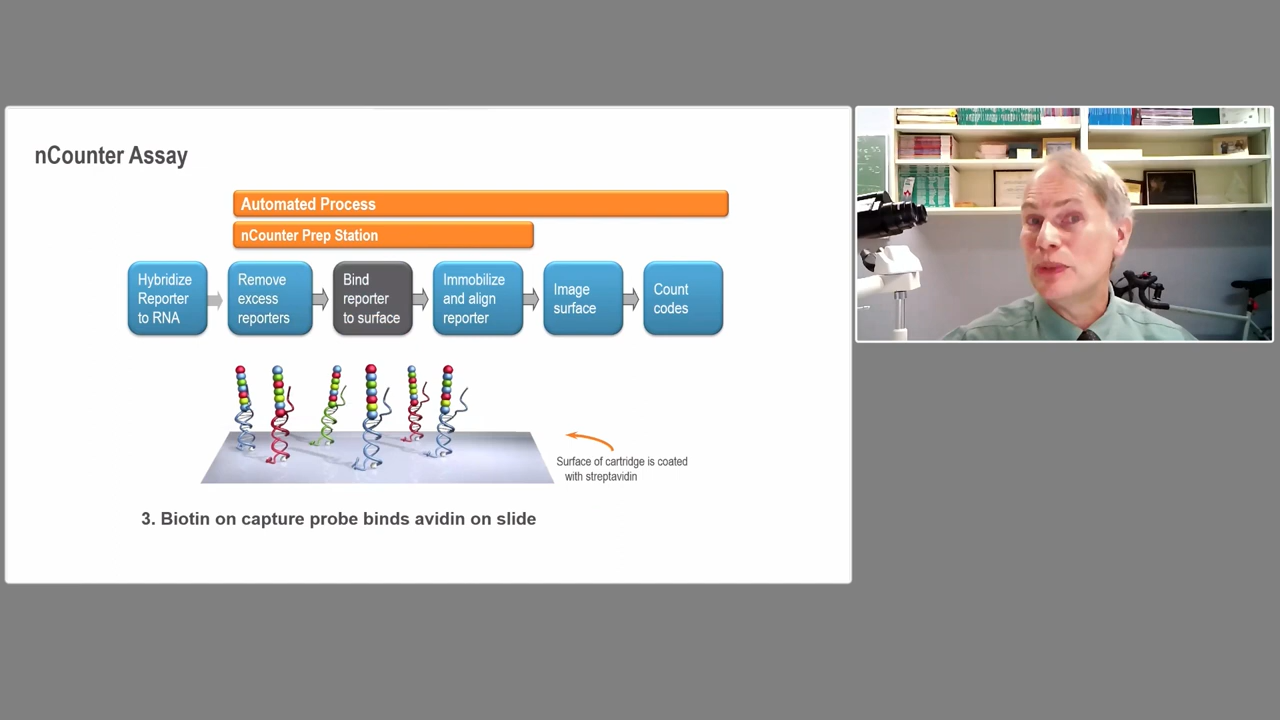 nCounter Assay
Automated Process
nCounter Prep Station
Hybridize
Reporter
to RNA
Remove
excess
reporters
Bind
reporter
to surface
Immobilize
and align
reporter
Image
surface
Count
codes
Surface of cartridge is coated
with streptavidin
3. Biotin on capture probe binds avidin on slide